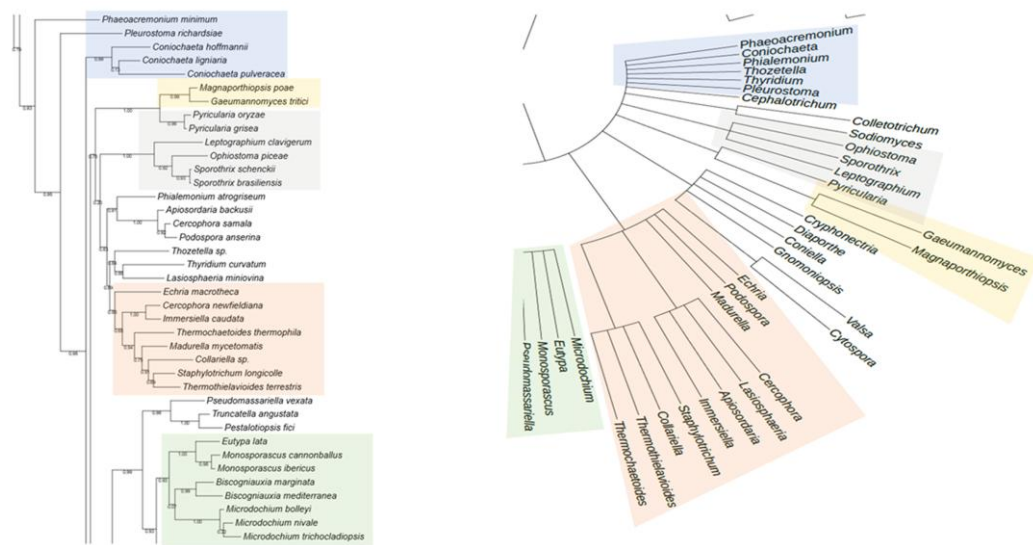 Phaeoacremonium minimum
Pleurostoma richardsiae
Coniochaeta hoffmannii
Coniochaeta ligniaria
Coniochaeta pulveracea
Magnaporthiopsis poae
Gaeumannomyces tritici
Pyricularia oryzae
Pyricularia grisea
Leptographium clavigerum
Ophiostoma piceae
Sporothrix schenckii
Sporothrix brasiliensis
Phialemonium atrogriseum
Apiosordaria backusii
Cercophora samala
Podospora anserina
Thozetella sp.
Thyridium curvatum
Lasiosphaeria miniovina
Echria macrotheca
Cercophora newfieldiana
Immersiella caudata
Thermochaetoides thermophila
Madurella mycetomatis
Collariella sp.
Staphylotrichum longicolle
Thermothielavioides terrestris
Pseudomassariella vexata
Truncatella angustata
Pestalotiopsis fici
Eutypa lata
Monosporascus cannonballus
Monosporascus ibericus
Biscogniauxia marginata
Biscogniauxia mediterranea
Microdochium bolleyi
Microdochium nivale
Microdochium trichocladiopsis
Phaeoacremonium
Coniochaeta
Phialemonium
Thozetella
Thyridium
Pleurostoma
Cephalotrichum
Colletotrichum
Sodiomyces
Ophiostoma
Sporothrix
Leptographium
Pyricularia
Gaeumannomyces
Magnaporthiopsis
Cryphonectria
Diaporthe
Coniella
Gnomoniopsis
Valsa
Cytospora
Echria
Podospora
Madurella
Cercophora
Lasiosphaeria
Apiosordaria
Immersiella
Staphylotrichum
Collariella
Thermothielavioides
Thermochaetoides
Microdochium
Eutypa
Monosporascus
Pseudomassariella